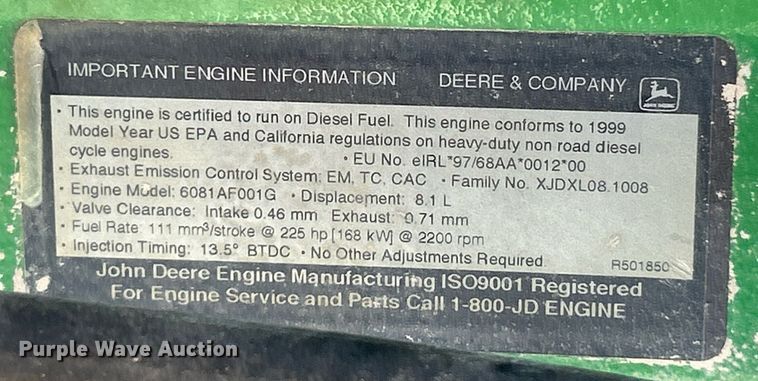 IMPORTANT ENGINE INFORMATION DEERE & COMPANY
JOHN DEERE
• This engine is certified to run on Diesel Fuel. This engine conforms to 1999
Model Year US EPA and California regulations on heavy-duty non road diesel
cycle engines. • EU No. eIRL*97/68AA*0012*00
• Exhaust Emission Control System: EM, TC, CAC • Family No. XJDXL08.1008
• Engine Model: 6081AF001G • Displacement: 8.1 L
• Valve Clearance: Intake 0.46 mm Exhaust: 0.71 mm
• Fuel Rate: 111 mm³/stroke @ 225 hp [168 kW] @ 2200 rpm
• Injection Timing: 13.5° BTDC • No Other Adjustments Required. R501850
John Deere Engine Manufacturing ISO9001 Registered
For Engine Service and Parts Call 1-800-JD ENGINE
Purple Wave Auction